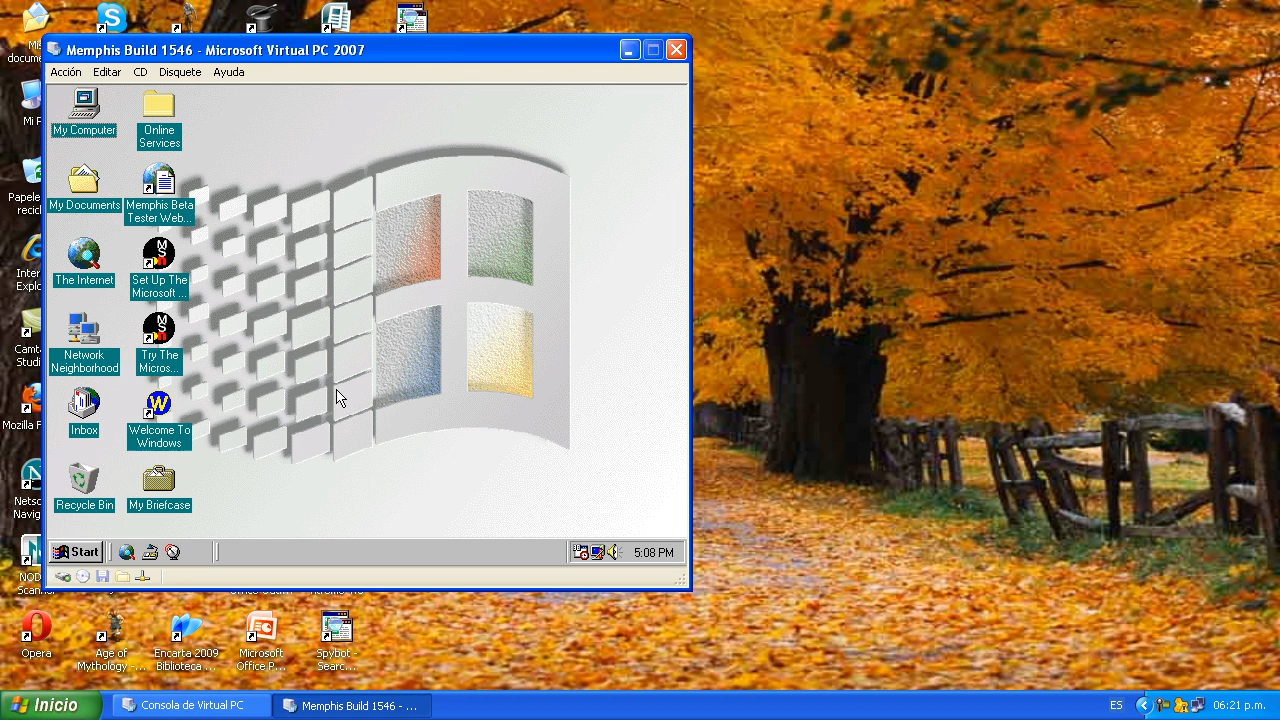 Memphis Build 1546 - Microsoft Virtual PC 2007
Acción Editar CD Disquete Ayuda
My Computer
Online
Services
My Documents
Memphis Beta
Tester Web...
The Internet
Set Up The
Microsoft ...
Network
Neighborhood
Try The
Micros...
Inbox
Welcome To
Windows
Recycle Bin
My Briefcase
Start
5:08 PM
Opera
Age of
Mythology -...
Encarta 2009
Biblioteca ...
Microsoft
Office P...
Spybot -
Searc...
Inicio
Consola de Virtual PC
Memphis Build 1546 - ...
ES
06:21 p.m.